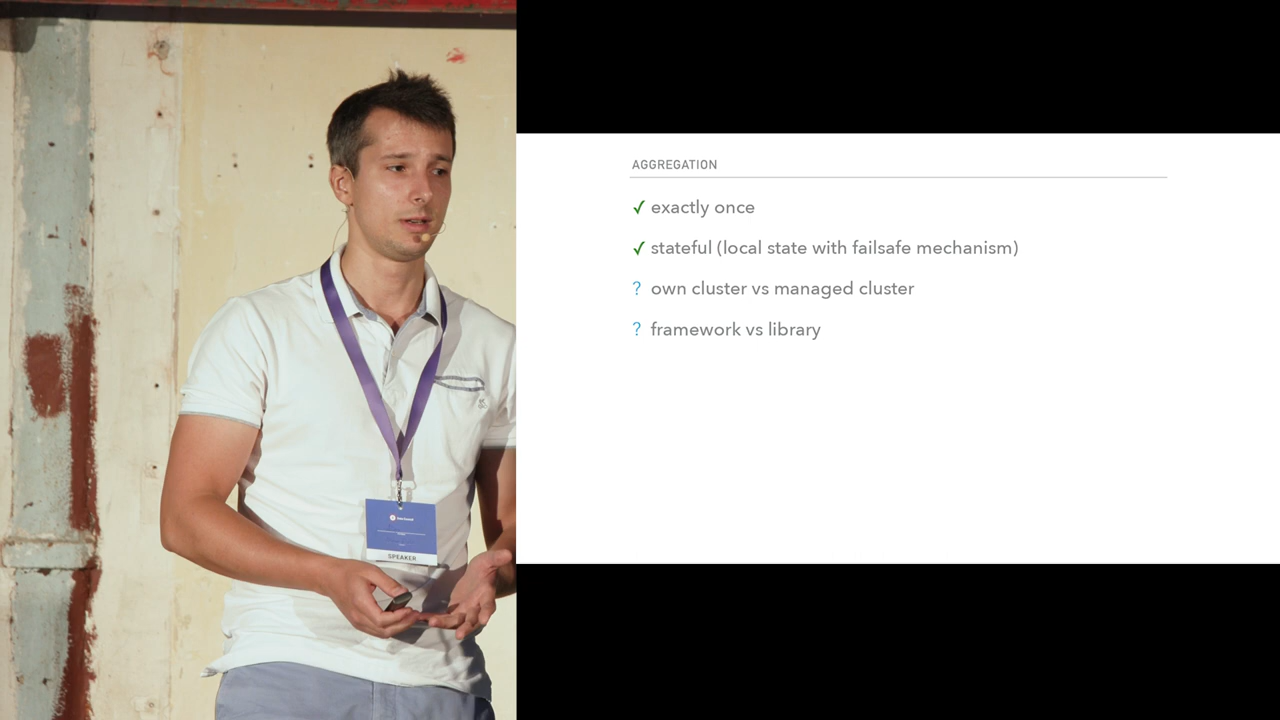 AGGREGATION
✓ exactly once
✓ stateful (local state with failsafe mechanism)
? own cluster vs managed cluster
? framework vs library
SPEAKER